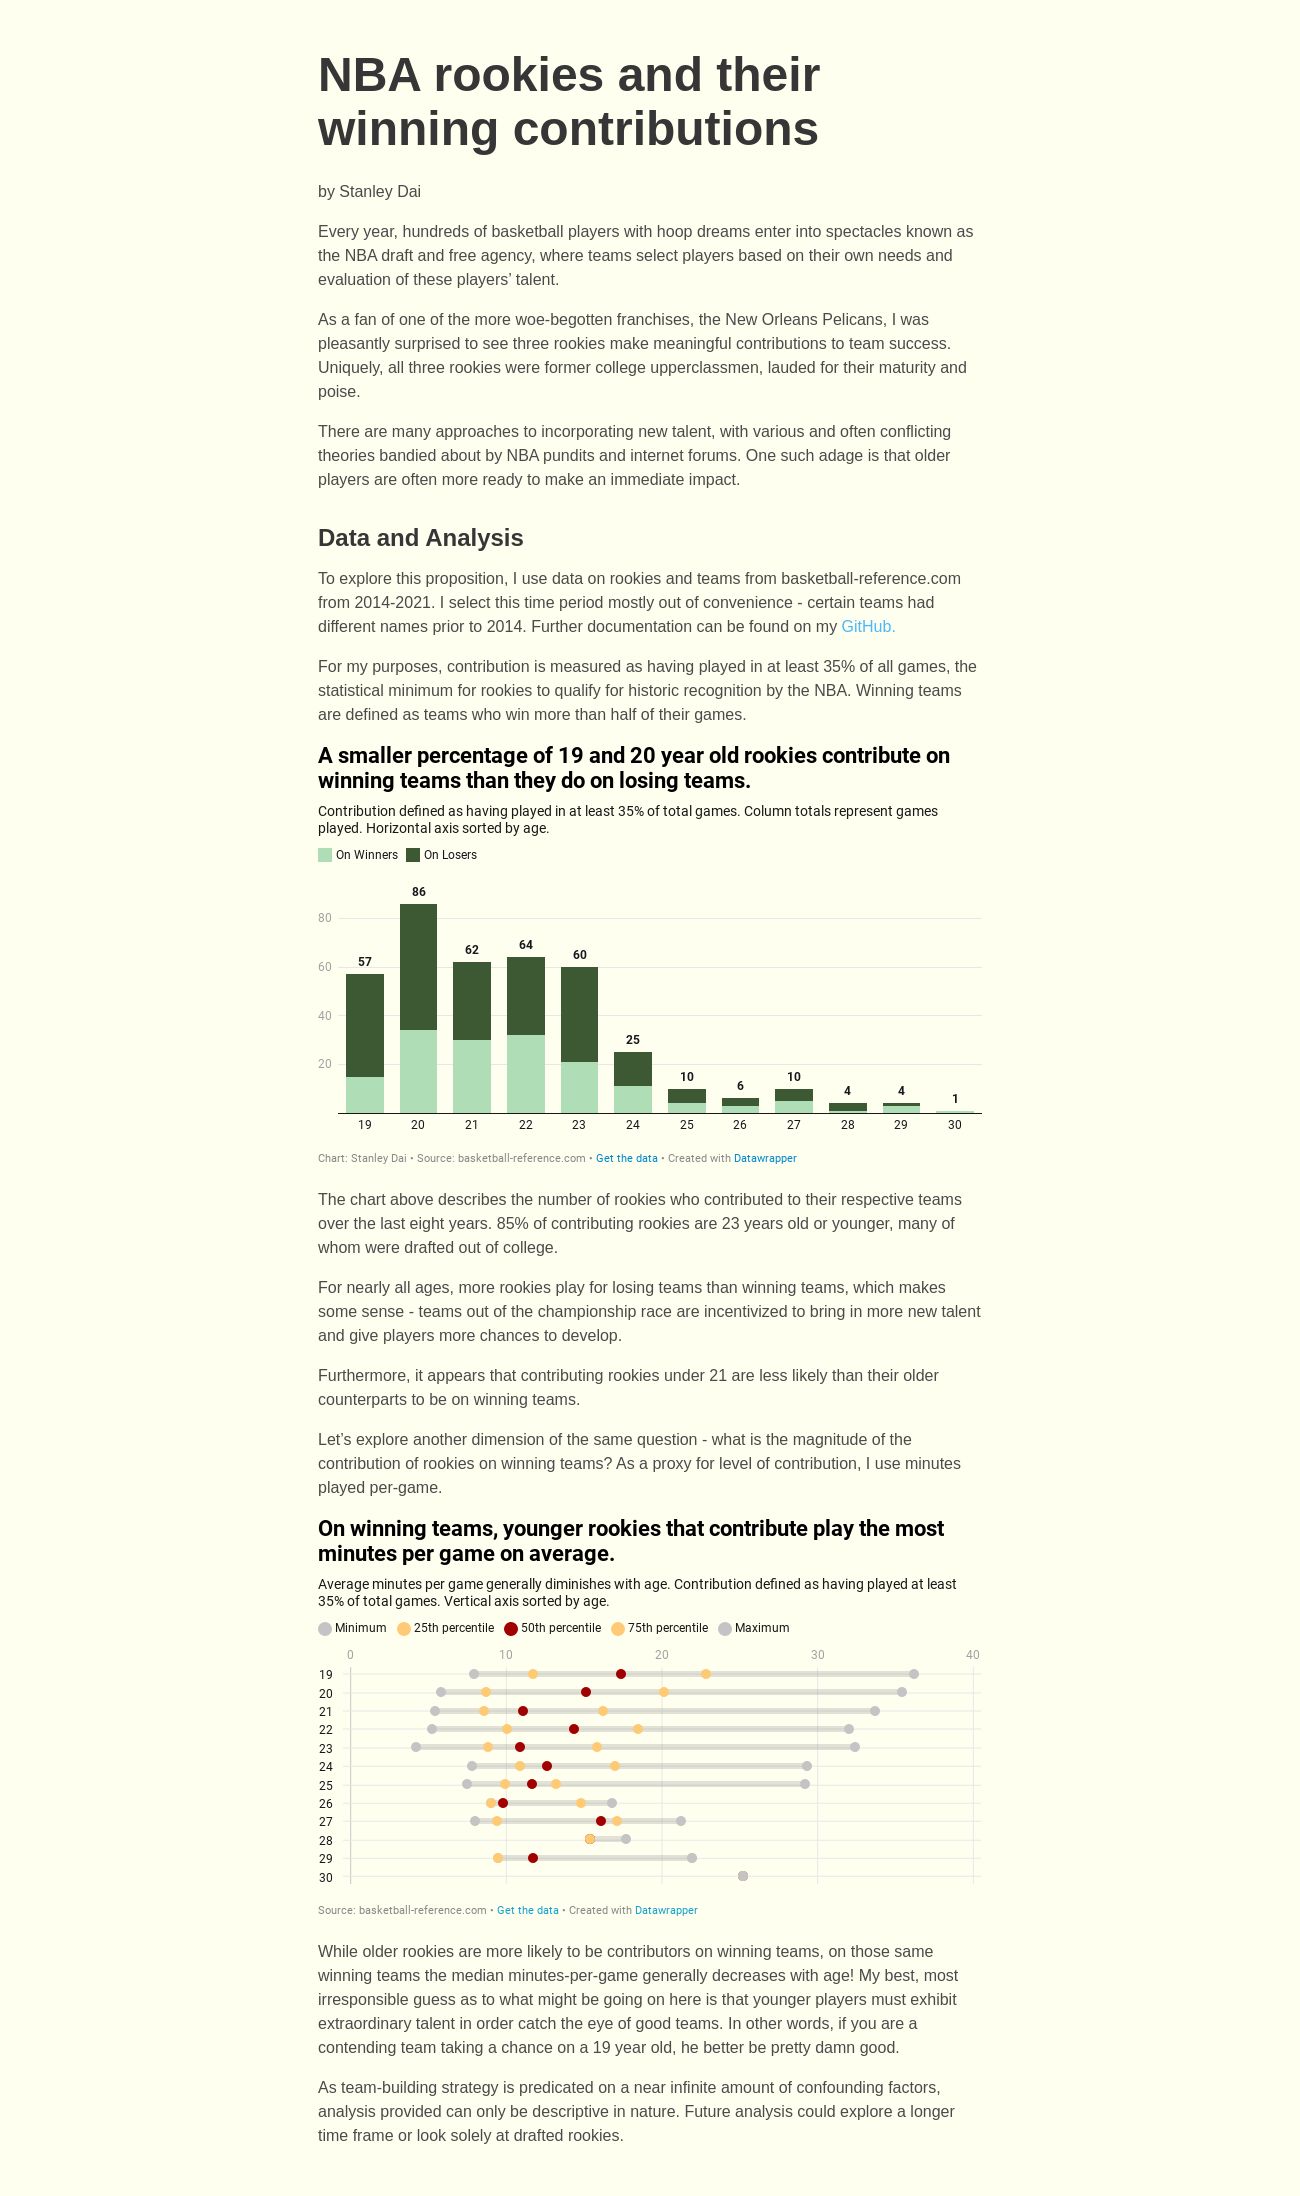 NBA rookies and their
winning contributions
by Stanley Dai
Every year, hundreds of basketball players with hoop dreams enter into spectacles known as
the NBA draft and free agency, where teams select players based on their own needs and
evaluation of these players’ talent.
As a fan of one of the more woe-begotten franchises, the New Orleans Pelicans, I was
pleasantly surprised to see three rookies make meaningful contributions to team success.
Uniquely, all three rookies were former college upperclassmen, lauded for their maturity and
poise.
There are many approaches to incorporating new talent, with various and often conflicting
theories bandied about by NBA pundits and internet forums. One such adage is that older
players are often more ready to make an immediate impact.
Data and Analysis
To explore this proposition, I use data on rookies and teams from basketball-reference.com
from 2014-2021. I select this time period mostly out of convenience - certain teams had
different names prior to 2014. Further documentation can be found on my GitHub.
For my purposes, contribution is measured as having played in at least 35% of all games, the
statistical minimum for rookies to qualify for historic recognition by the NBA. Winning teams
are defined as teams who win more than half of their games.
A smaller percentage of 19 and 20 year old rookies contribute on
winning teams than they do on losing teams.
Contribution defined as having played in at least 35% of total games. Column totals represent games
played. Horizontal axis sorted by age.
On Winners On Losers
86
80
64
62
60
57
60
40
25
20
10
10
6
4
4
1
19 20 21 22 23 24 25 26 27 28 29 30
Chart: Stanley Dai • Source: basketball-reference.com • Get the data • Created with Datawrapper
The chart above describes the number of rookies who contributed to their respective teams
over the last eight years. 85% of contributing rookies are 23 years old or younger, many of
whom were drafted out of college.
For nearly all ages, more rookies play for losing teams than winning teams, which makes
some sense - teams out of the championship race are incentivized to bring in more new talent
and give players more chances to develop.
Furthermore, it appears that contributing rookies under 21 are less likely than their older
counterparts to be on winning teams.
Let’s explore another dimension of the same question - what is the magnitude of the
contribution of rookies on winning teams? As a proxy for level of contribution, I use minutes
played per-game.
On winning teams, younger rookies that contribute play the most
minutes per game on average.
Average minutes per game generally diminishes with age. Contribution defined as having played at least
35% of total games. Vertical axis sorted by age.
Minimum 25th percentile 50th percentile 75th percentile Maximum
0 10 20 30 40
19
20
21
22
23
24
25
26
27
28
29
30
Source: basketball-reference.com • Get the data • Created with Datawrapper
While older rookies are more likely to be contributors on winning teams, on those same
winning teams the median minutes-per-game generally decreases with age! My best, most
irresponsible guess as to what might be going on here is that younger players must exhibit
extraordinary talent in order catch the eye of good teams. In other words, if you are a
contending team taking a chance on a 19 year old, he better be pretty damn good.
As team-building strategy is predicated on a near infinite amount of confounding factors,
analysis provided can only be descriptive in nature. Future analysis could explore a longer
time frame or look solely at drafted rookies.